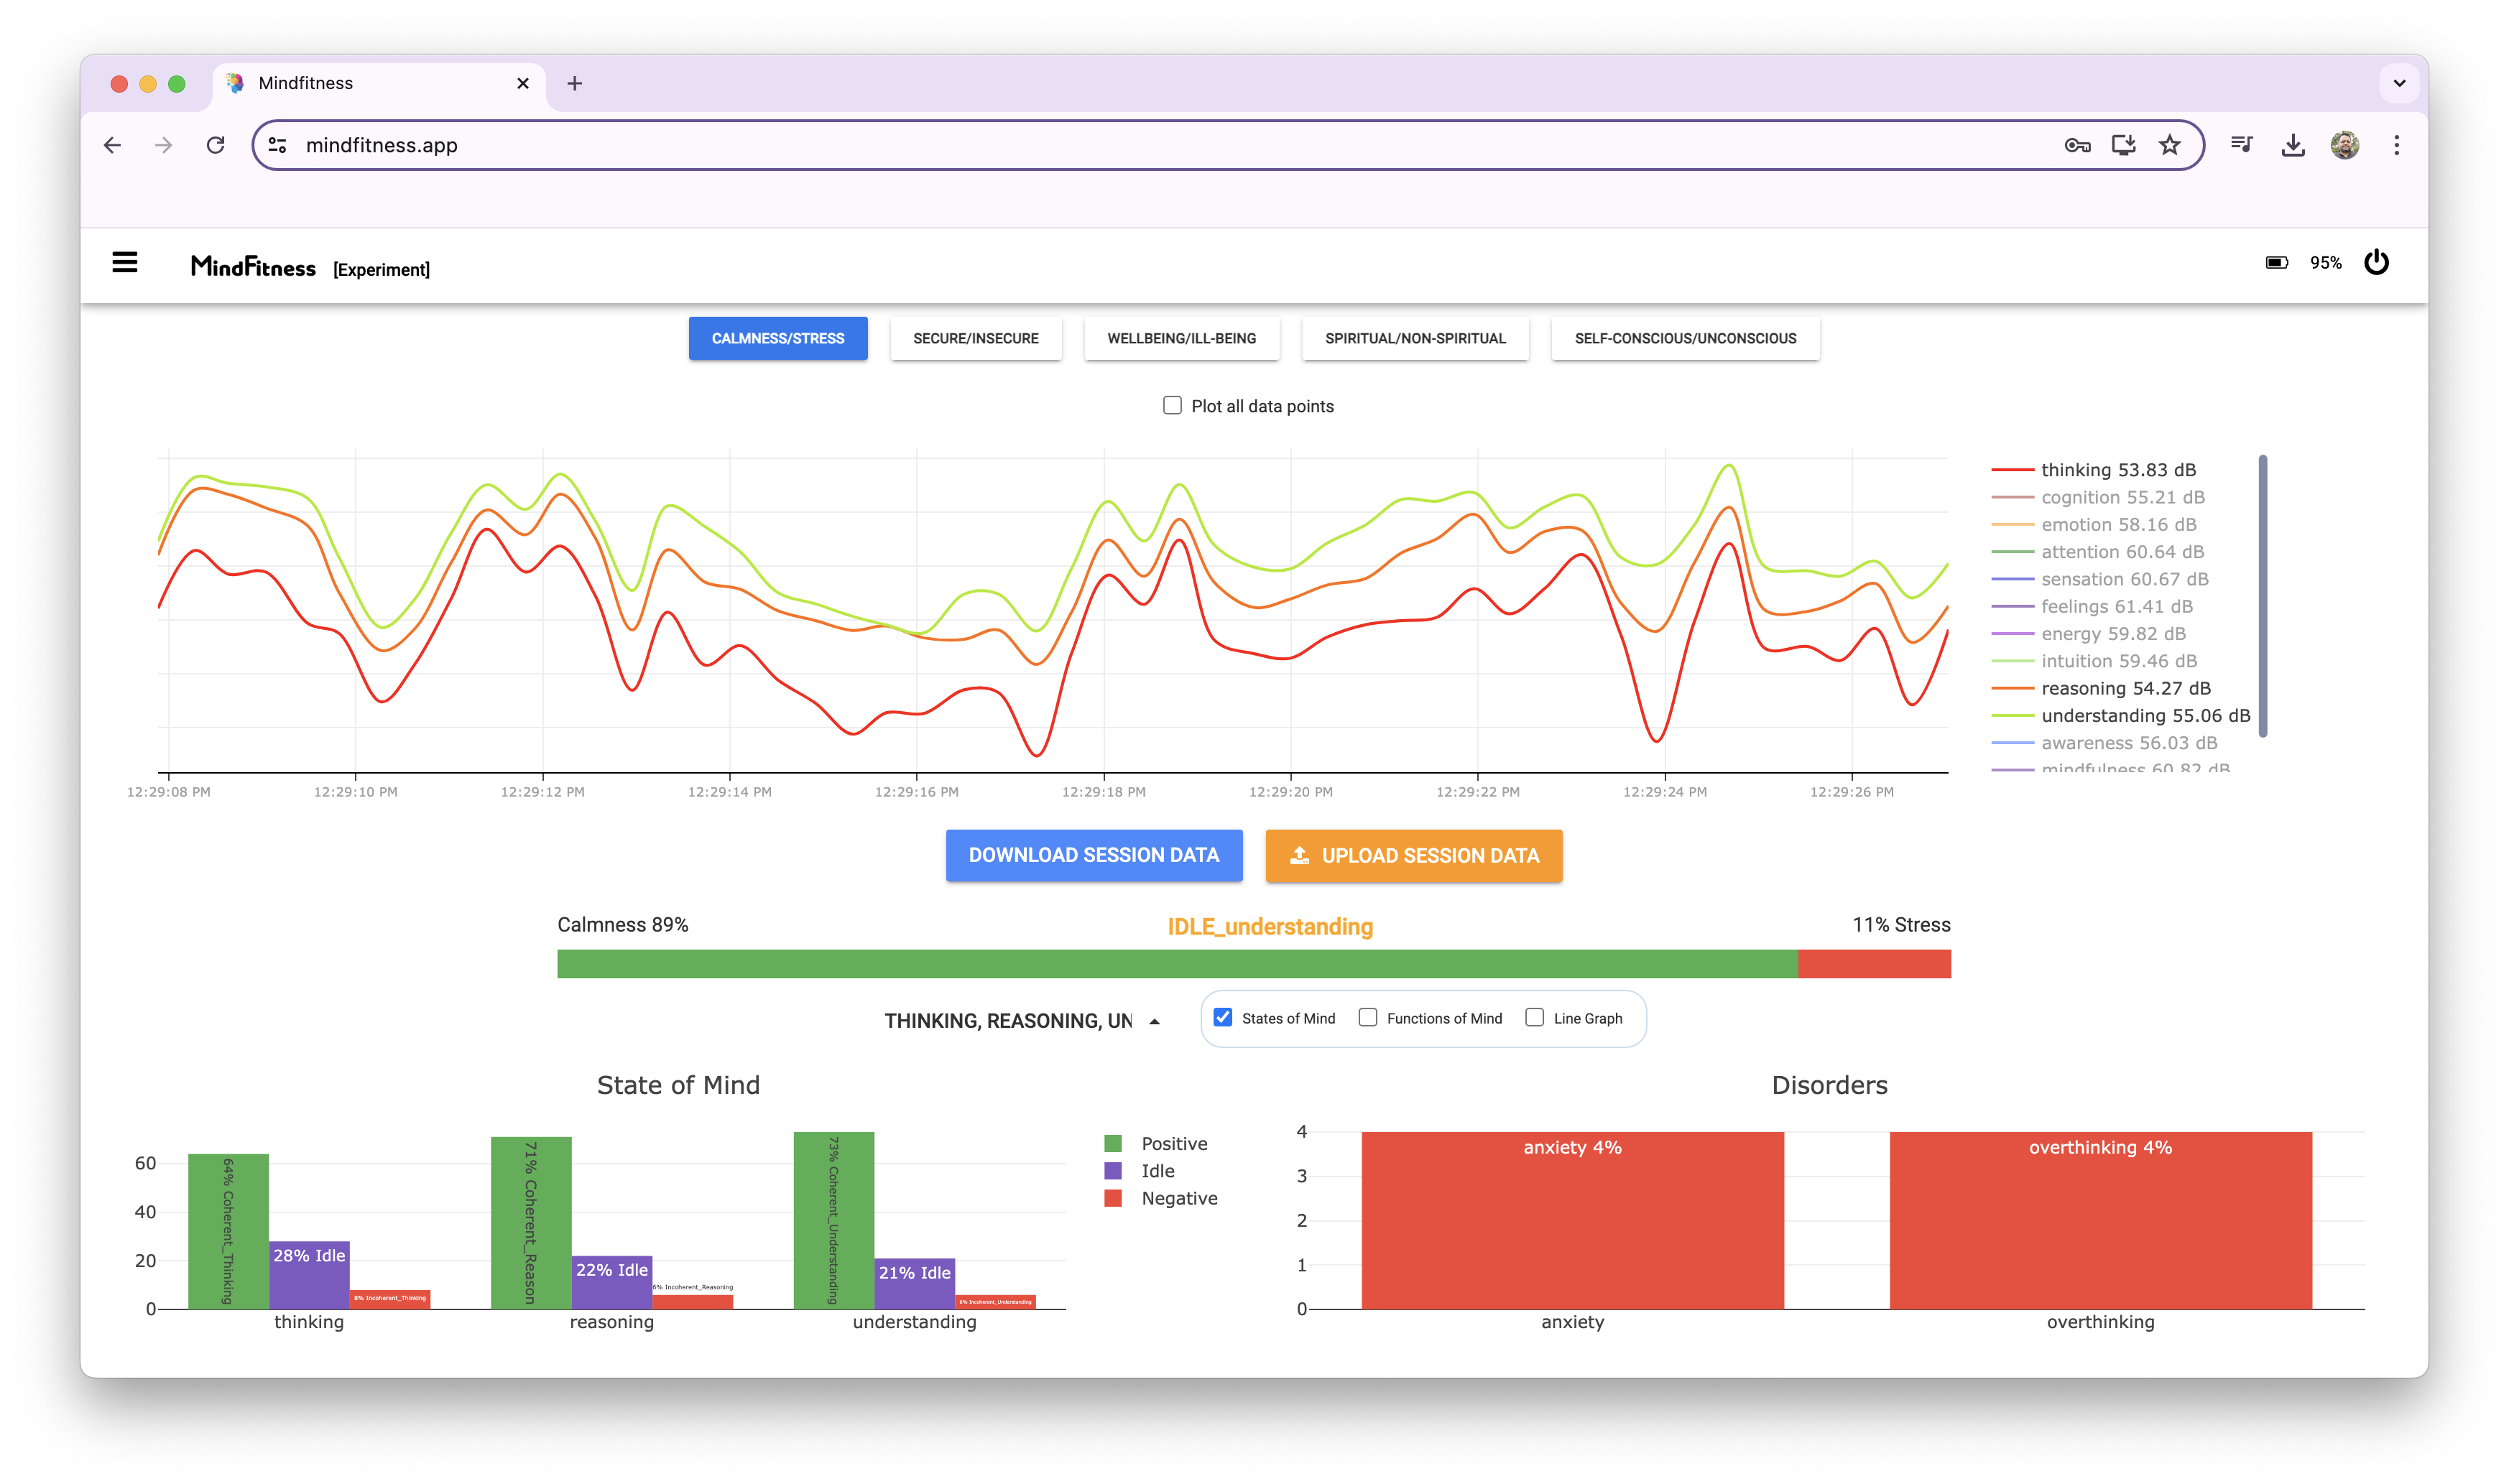 Mindfitness
mindfitness.app
MindFitness [Experiment]
95%
CALMNESS/STRESS
SECURE/INSECURE
WELLBEING/ILL-BEING
SPIRITUAL/NON-SPIRITUAL
SELF-CONSCIOUS/UNCONSCIOUS
Plot all data points
thinking 53.83 dB
cognition 55.21 dB
emotion 58.16 dB
attention 60.64 dB
sensation 60.67 dB
feelings 61.41 dB
energy 59.82 dB
intuition 59.46 dB
reasoning 54.27 dB
understanding 55.06 dB
awareness 56.03 dB
mindfulness 60.82 dB
12:29:08 PM
12:29:10 PM
12:29:12 PM
12:29:14 PM
12:29:16 PM
12:29:18 PM
12:29:20 PM
12:29:22 PM
12:29:24 PM
12:29:26 PM
DOWNLOAD SESSION DATA
UPLOAD SESSION DATA
Calmness 89%
IDLE_understanding
11% Stress
THINKING, REASONING, UN
States of Mind
Functions of Mind
Line Graph
State of Mind
60
40
20
0
64% Coherent_Thinking
28% Idle
8% Incoherent_Thinking
71% Coherent_Reason
22% Idle
6% Incoherent_Reasoning
73% Coherent_Understanding
21% Idle
6% Incoherent_Understanding
thinking
reasoning
understanding
Positive
Idle
Negative
Disorders
4
3
2
1
0
anxiety 4%
overthinking 4%
anxiety
overthinking